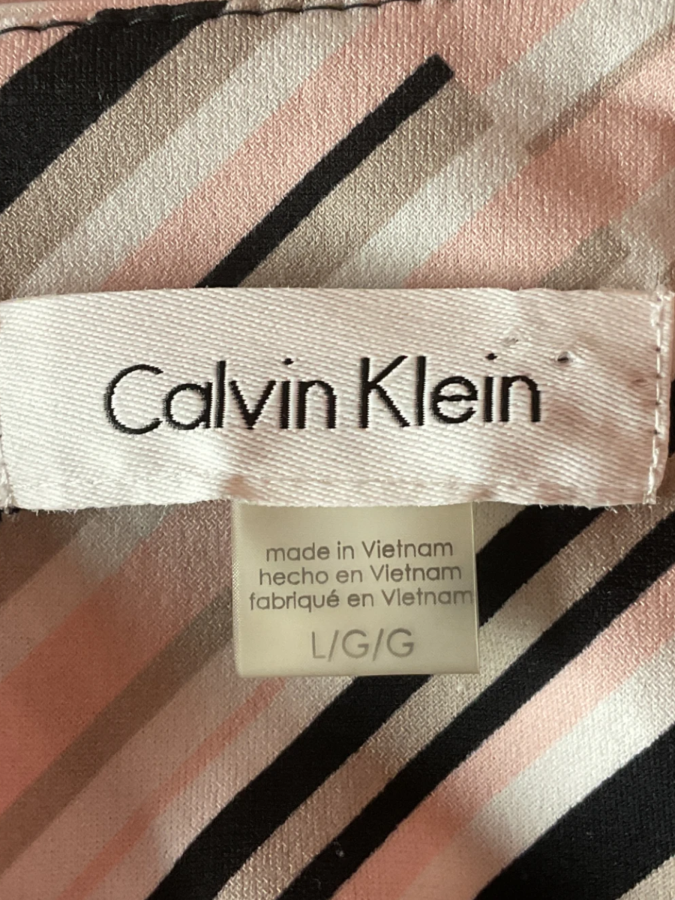 Calvin Klein
made in Vietnam
hecho en Vietnam
fabriqué en Vietnam
L/G/G